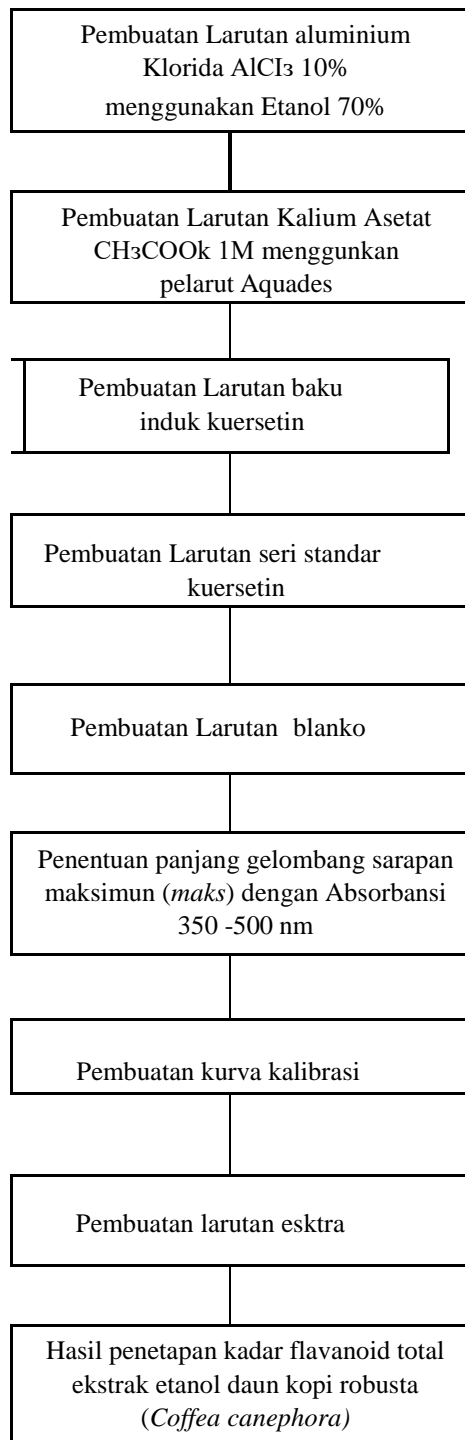 Pembuatan Larutan aluminium
Klorida AlCI₃ 10%
menggunakan Etanol 70%
Pembuatan Larutan Kalium Asetat
CH₃COOk 1M menggunkan
pelarut Aquades
Pembuatan Larutan baku
induk kuersetin
Pembuatan Larutan seri standar
kuersetin
Pembuatan Larutan blanko
Penentuan panjang gelombang sarapan
maksimun (maks) dengan Absorbansi
350 -500 nm
Pembuatan kurva kalibrasi
Pembuatan larutan esktra
Hasil penetapan kadar flavanoid total
ekstrak etanol daun kopi robusta
(Coffea canephora)